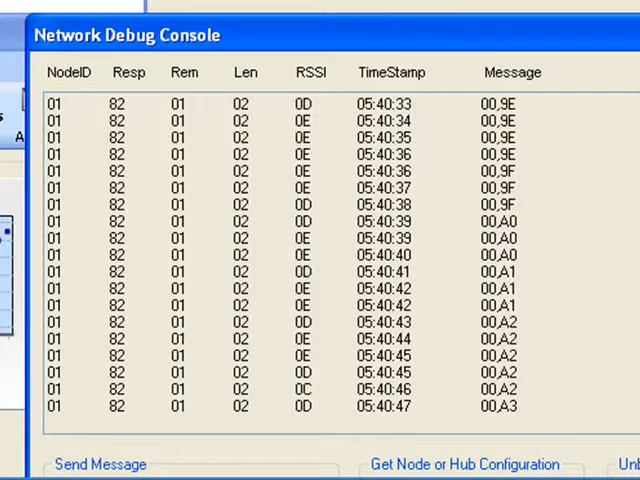 Network Debug Console
NodeID Resp Rem Len RSSI TimeStamp Message
01 82 01 02 0D 05:40:33 00,9E
01 82 01 02 0E 05:40:34 00,9E
01 82 01 02 0E 05:40:35 00,9E
01 82 01 02 0E 05:40:36 00,9E
01 82 01 02 0E 05:40:36 00,9F
01 82 01 02 0E 05:40:37 00,9F
01 82 01 02 0D 05:40:38 00,9F
01 82 01 02 0D 05:40:39 00,A0
01 82 01 02 0E 05:40:39 00,A0
01 82 01 02 0E 05:40:40 00,A0
01 82 01 02 0D 05:40:41 00,A1
01 82 01 02 0E 05:40:42 00,A1
01 82 01 02 0E 05:40:42 00,A1
01 82 01 02 0D 05:40:43 00,A2
01 82 01 02 0E 05:40:44 00,A2
01 82 01 02 0E 05:40:45 00,A2
01 82 01 02 0D 05:40:45 00,A2
01 82 01 02 0C 05:40:46 00,A2
01 82 01 02 0D 05:40:47 00,A3
Send Message Get Node or Hub Configuration